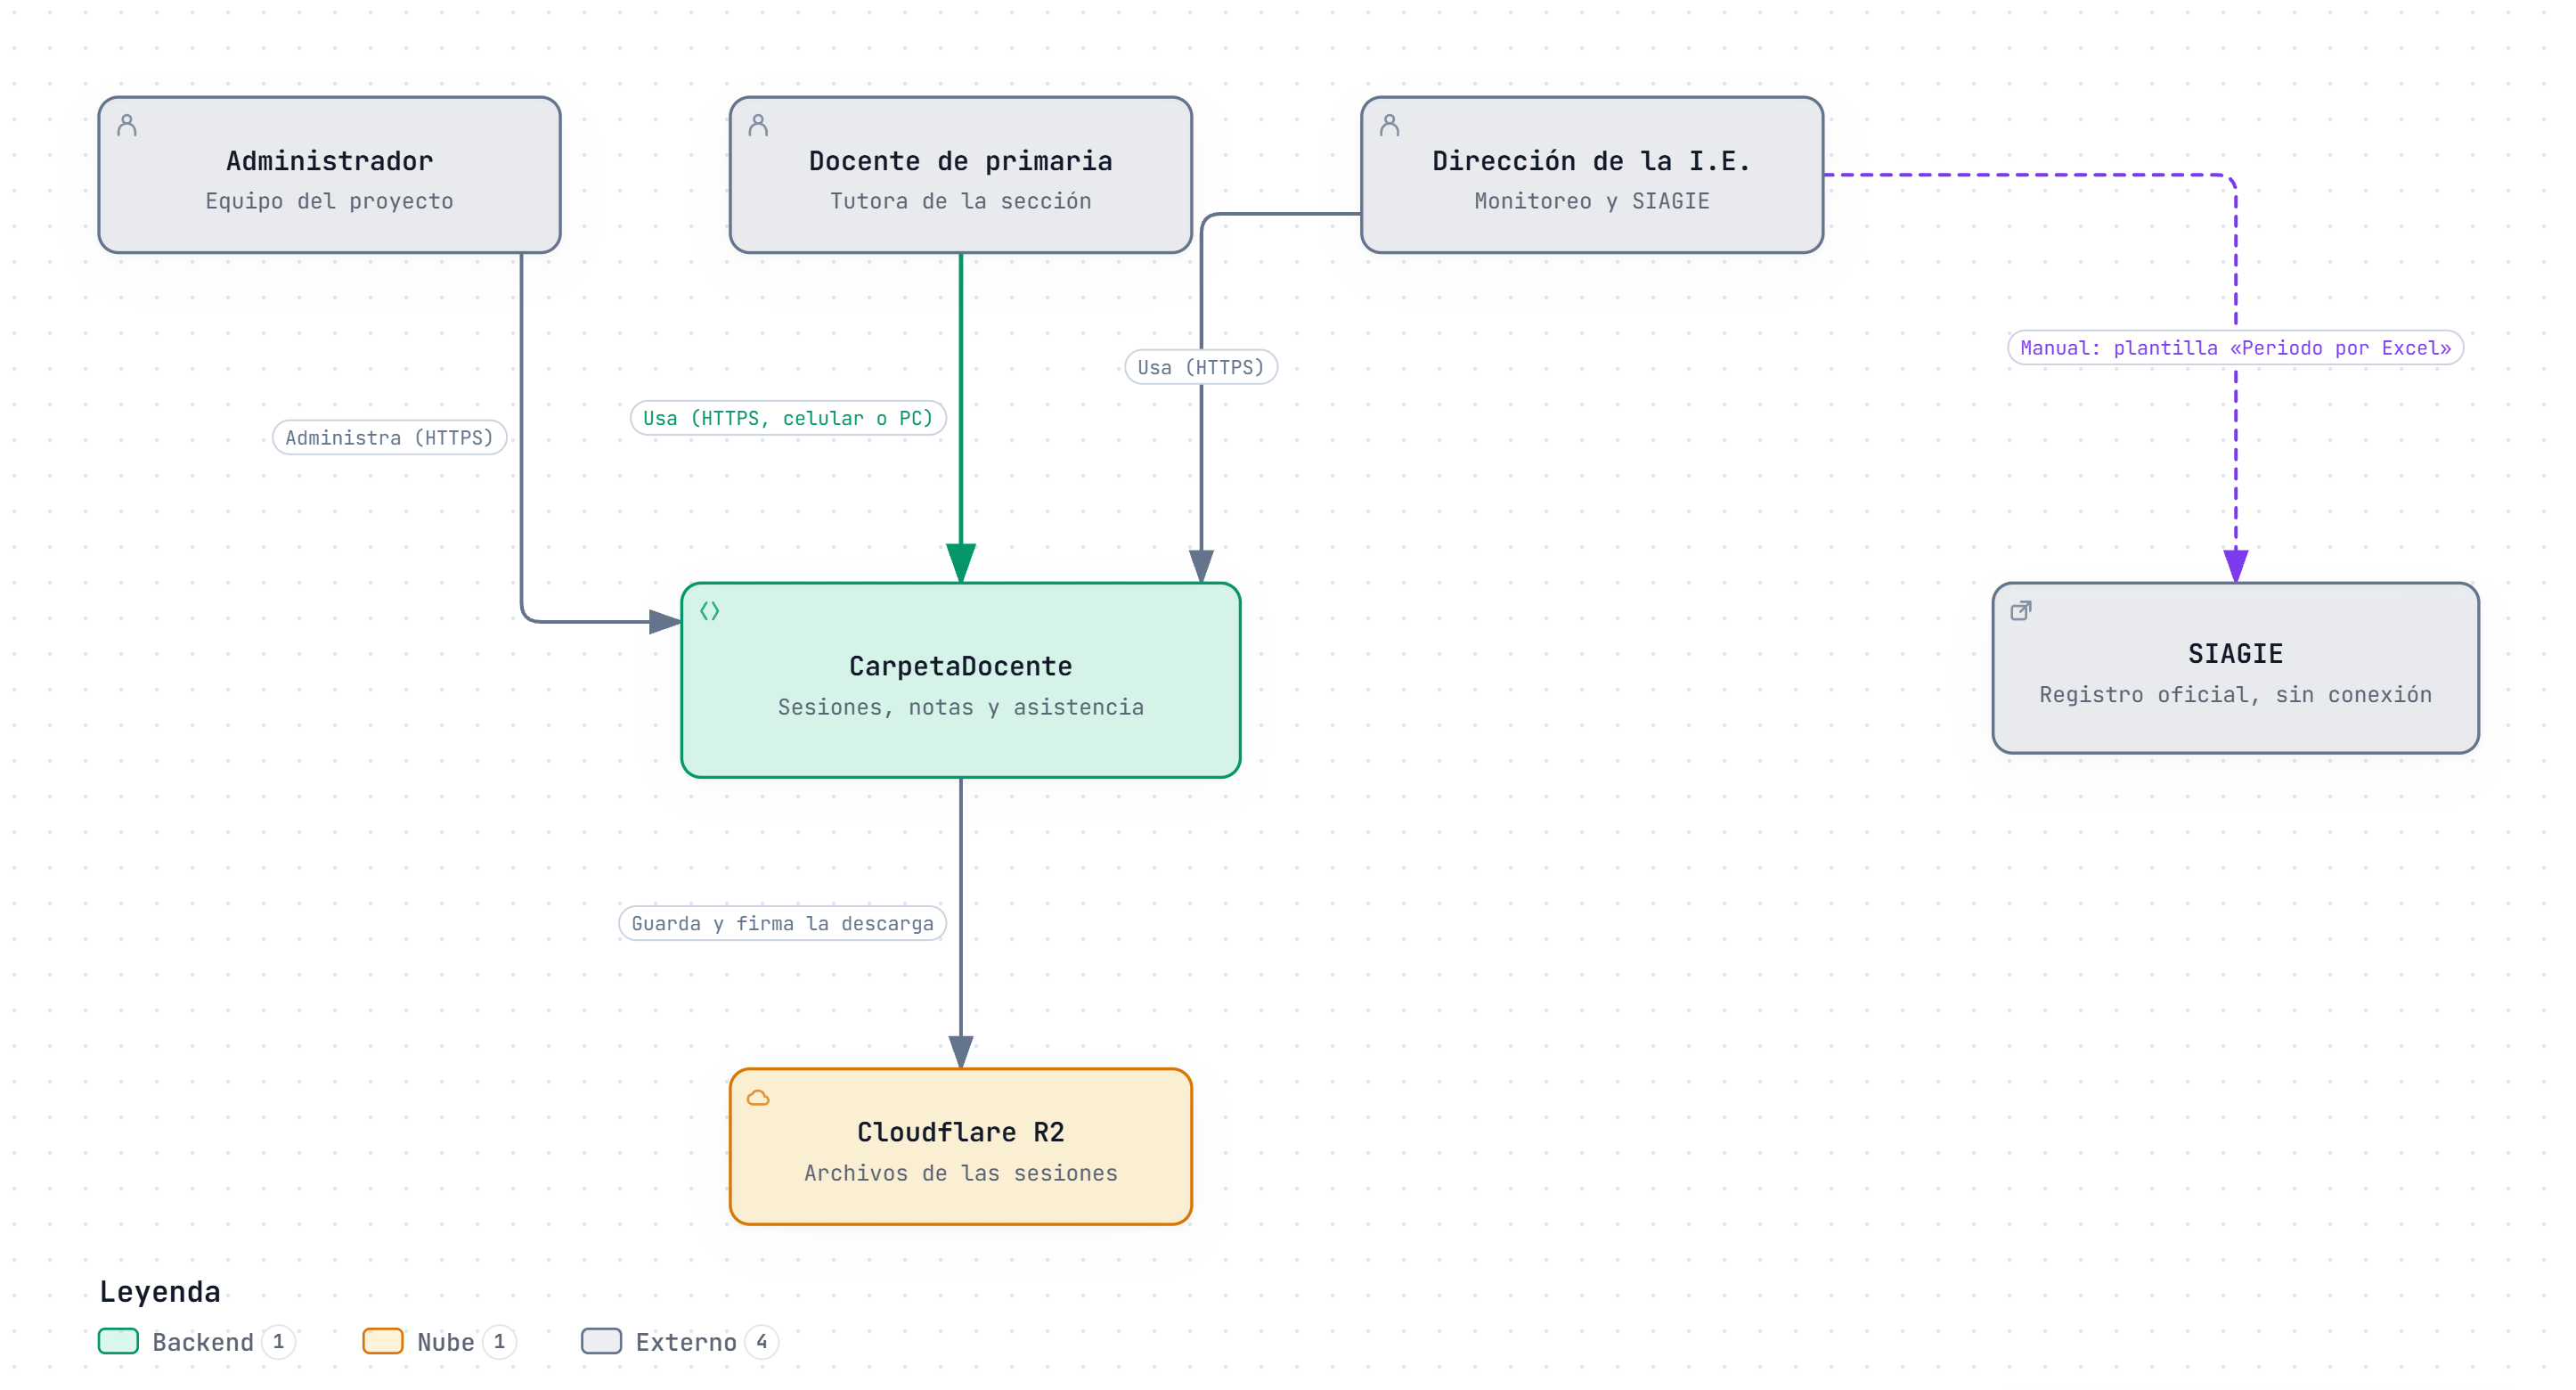 Administrador
Equipo del proyecto
Docente de primaria
Tutora de la sección
Dirección de la I.E.
Monitoreo y SIAGIE
Manual: plantilla «Periodo por Excel»
Usa (HTTPS)
Usa (HTTPS, celular o PC)
Administra (HTTPS)
CarpetaDocente
Sesiones, notas y asistencia
SIAGIE
Registro oficial, sin conexión
Guarda y firma la descarga
Cloudflare R2
Archivos de las sesiones
Leyenda
Backend 1
Nube 1
Externo 4